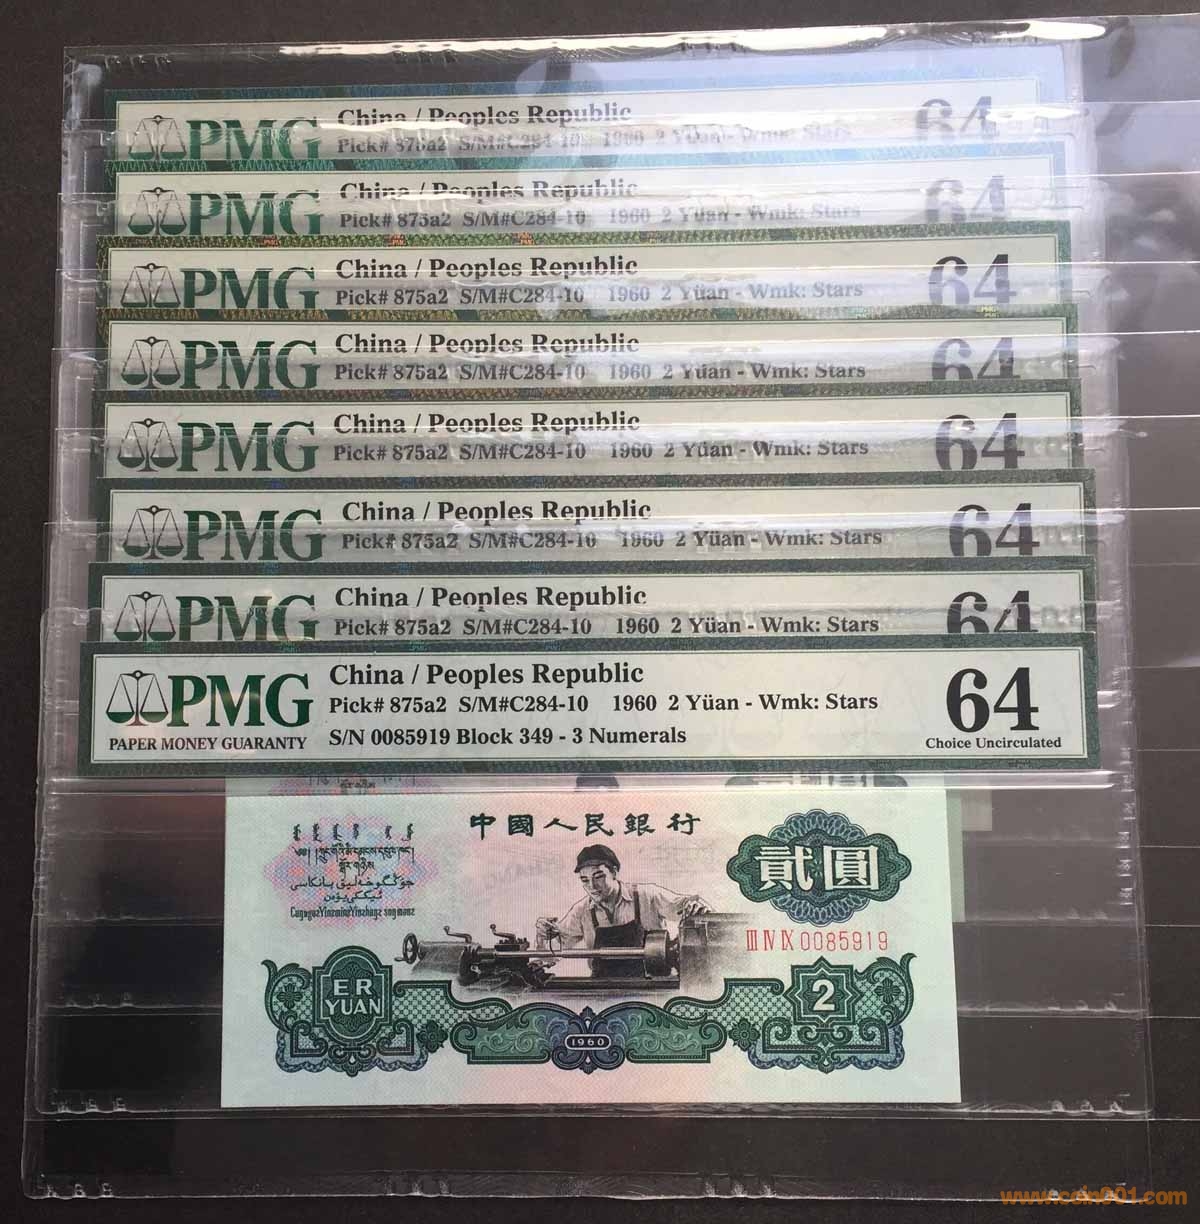 PMG
China / Peoples Republic
Pick# 875a2 S/M#C284-10 1960 2 Yüan - Wmk: Stars
64
PMG
China / Peoples Republic
Pick# 875a2 S/M#C284-10 1960 2 Yüan - Wmk: Stars
64
PMG
China / Peoples Republic
Pick# 875a2 S/M#C284-10 1960 2 Yüan - Wmk: Stars
64
PMG
China / Peoples Republic
Pick# 875a2 S/M#C284-10 1960 2 Yüan - Wmk: Stars
64
PMG
China / Peoples Republic
Pick# 875a2 S/M#C284-10 1960 2 Yüan - Wmk: Stars
64
PMG
China / Peoples Republic
Pick# 875a2 S/M#C284-10 1960 2 Yüan - Wmk: Stars
64
PMG
China / Peoples Republic
Pick# 875a2 S/M#C284-10 1960 2 Yüan - Wmk: Stars
64
PMG
PAPER MONEY GUARANTY
China / Peoples Republic
Pick# 875a2 S/M#C284-10 1960 2 Yüan - Wmk: Stars
S/N 0085919 Block 349 - 3 Numerals
64
Choice Uncirculated
中國人民銀行
貳圓
III IV IX 0085919
ER
YUAN
2
1960
www.coin001.com